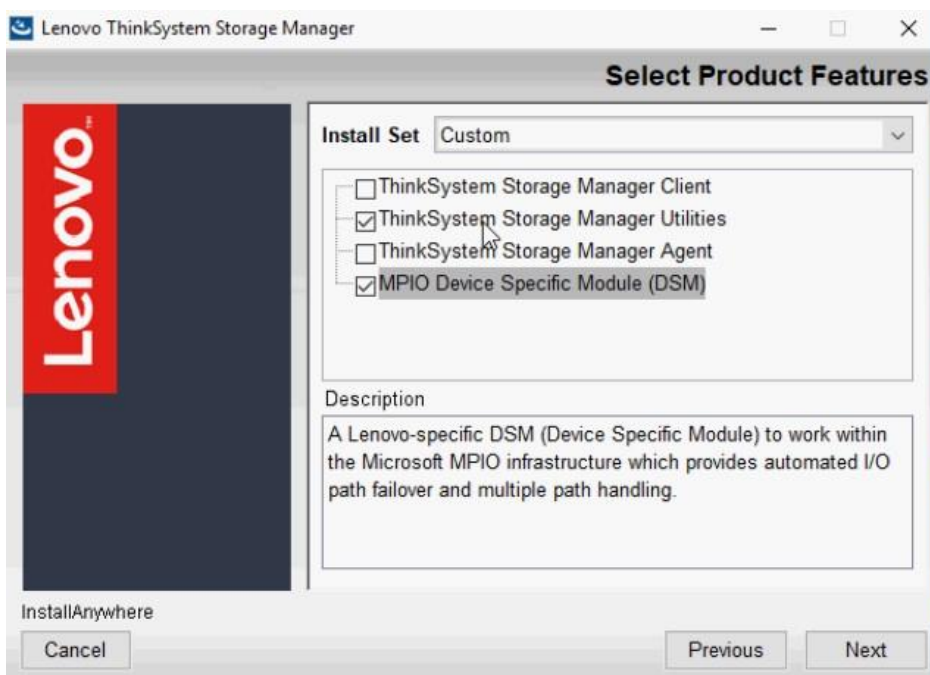 Lenovo ThinkSystem Storage Manager
Select Product Features
Lenovo™
Install Set Custom
ThinkSystem Storage Manager Client
ThinkSystem Storage Manager Utilities
ThinkSystem Storage Manager Agent
MPIO Device Specific Module (DSM)
Description
A Lenovo-specific DSM (Device Specific Module) to work within
the Microsoft MPIO infrastructure which provides automated I/O
path failover and multiple path handling.
InstallAnywhere
Cancel Previous Next